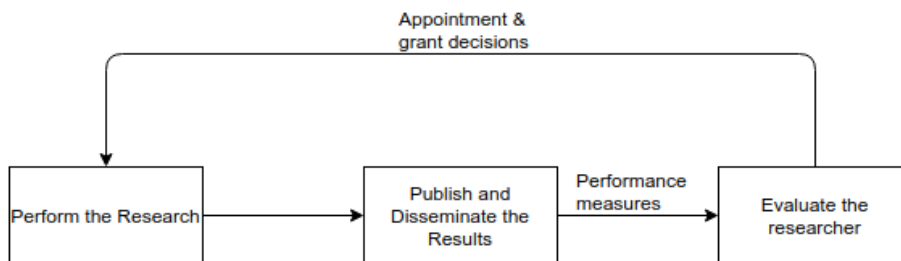 Appointment &
grant decisions
Perform the Research
Publish and
Disseminate the
Results
Performance
measures
Evaluate the
researcher